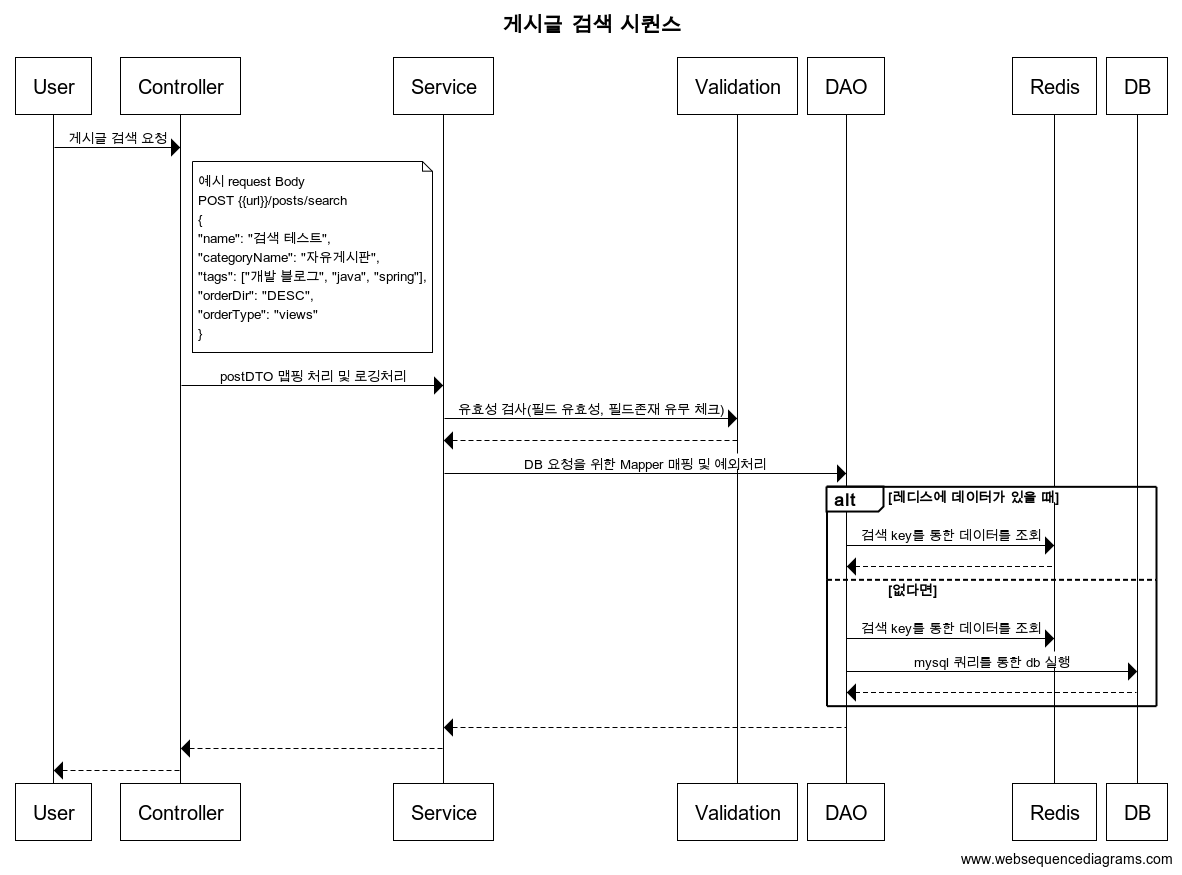 게시글 검색 시퀀스
User
Controller
Service
Validation
DAO
Redis
DB
게시글 검색 요청
예시 request Body
POST {{url}}/posts/search
{
"name": "검색 테스트",
"categoryName": "자유게시판",
"tags": ["개발 블로그", "java", "spring"],
"orderDir": "DESC",
"orderType": "views"
}
postDTO 맵핑 처리 및 로깅처리
유효성 검사(필드 유효성, 필드존재 유무 체크)
DB 요청을 위한 Mapper 매핑 및 예외처리
alt
[레디스에 데이터가 있을 때]
검색 key를 통한 데이터를 조회
[없다면]
검색 key를 통한 데이터를 조회
mysql 쿼리를 통한 db 실행
User
Controller
Service
Validation
DAO
Redis
DB
www.websequencediagrams.com